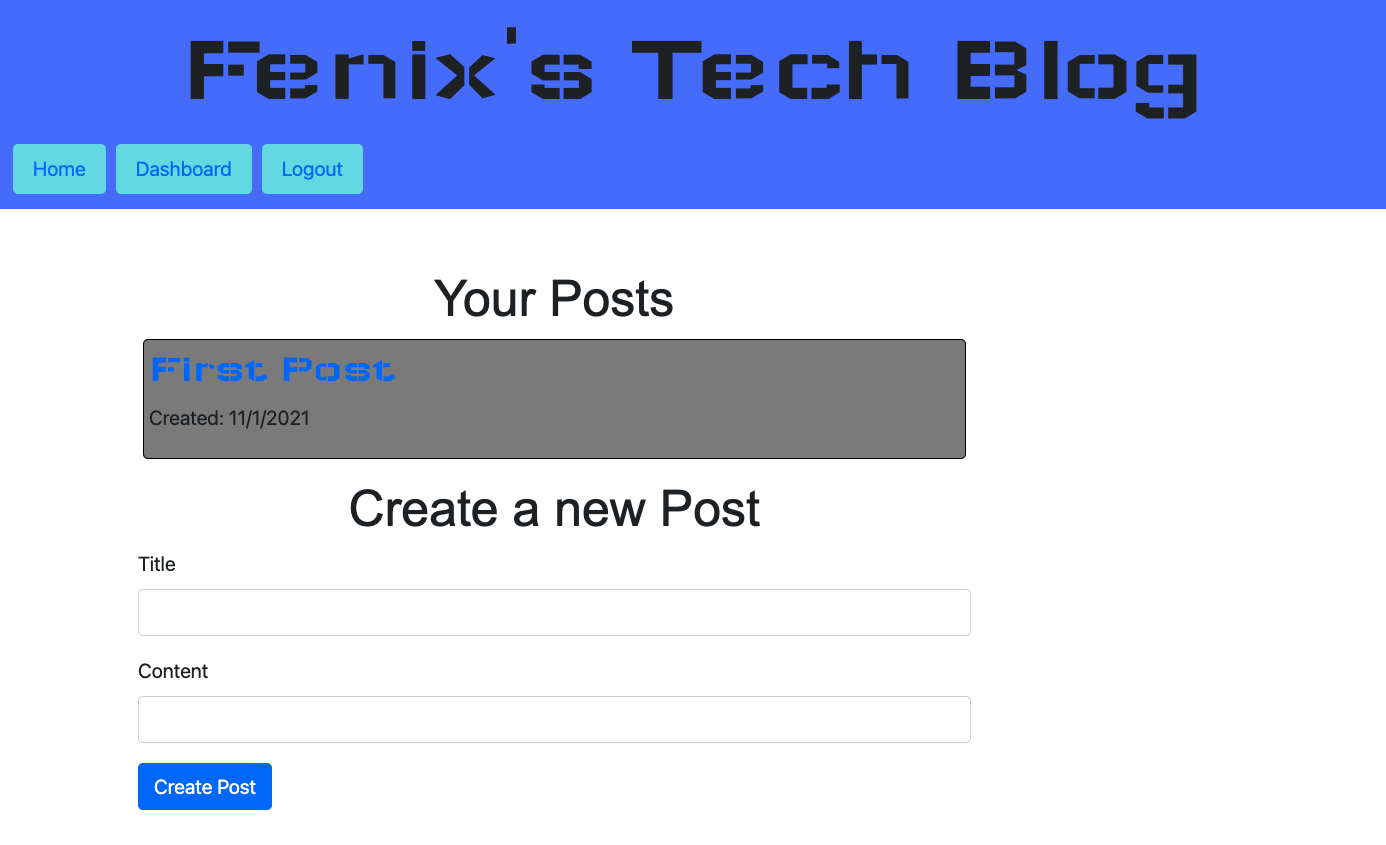 Fenix's Tech Blog
Home Dashboard Logout
Your Posts
First Post
Created: 11/1/2021
Create a new Post
Title
Content
Create Post